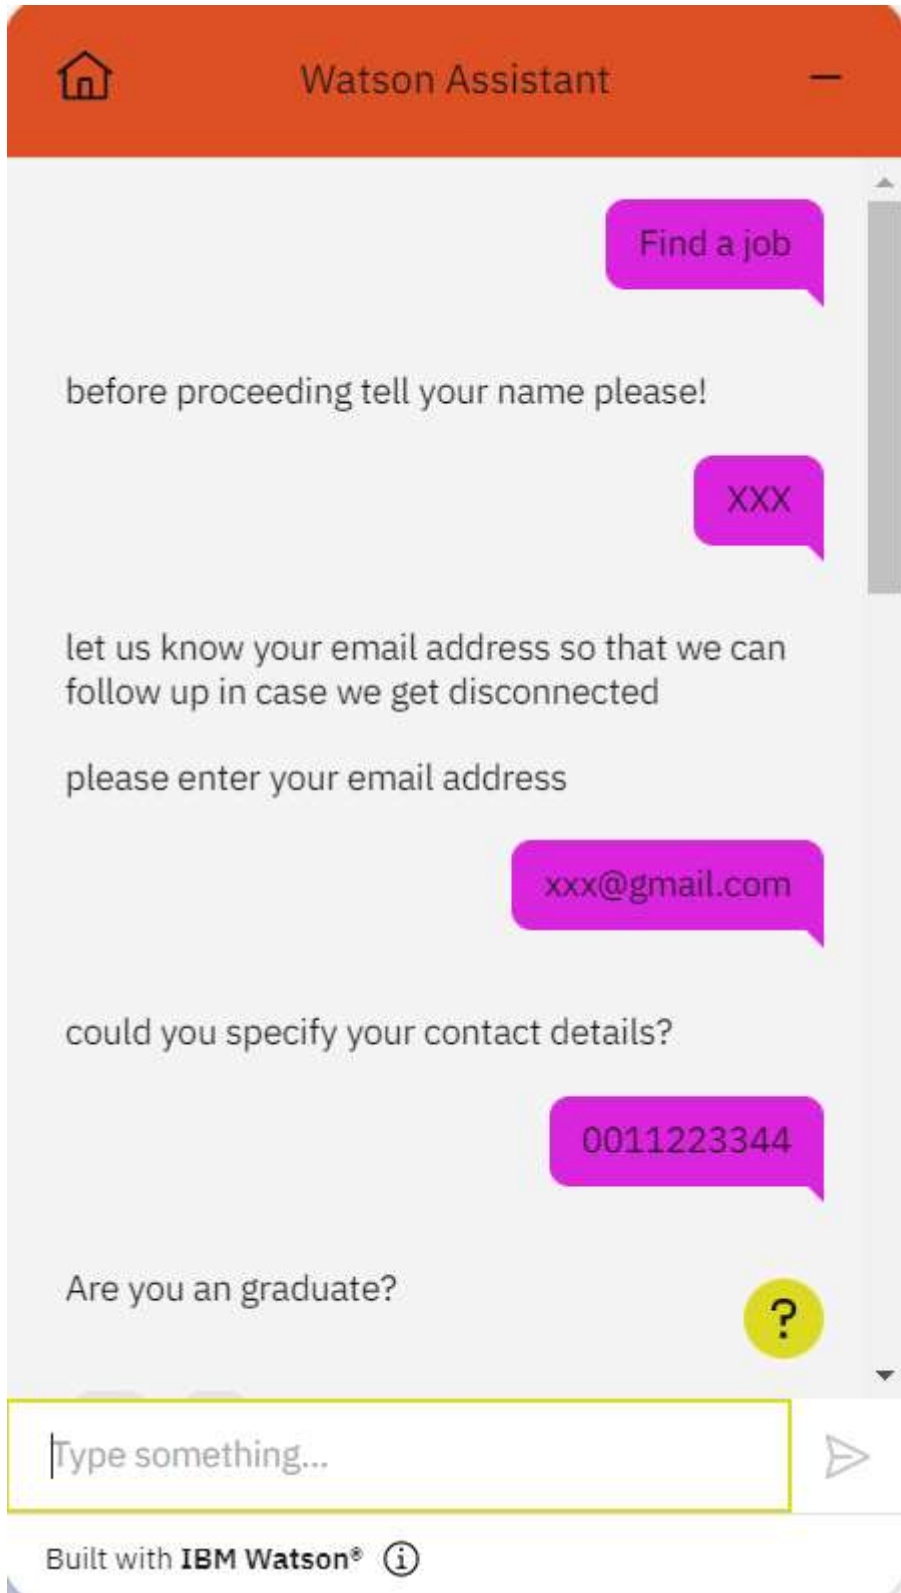 Watson Assistant
Find a job
before proceeding tell your name please!
XXX
let us know your email address so that we can
follow up in case we get disconnected
please enter your email address
xxx@gmail.com
could you specify your contact details?
0011223344
Are you an graduate?
?
Type something...
Built with IBM Watson®